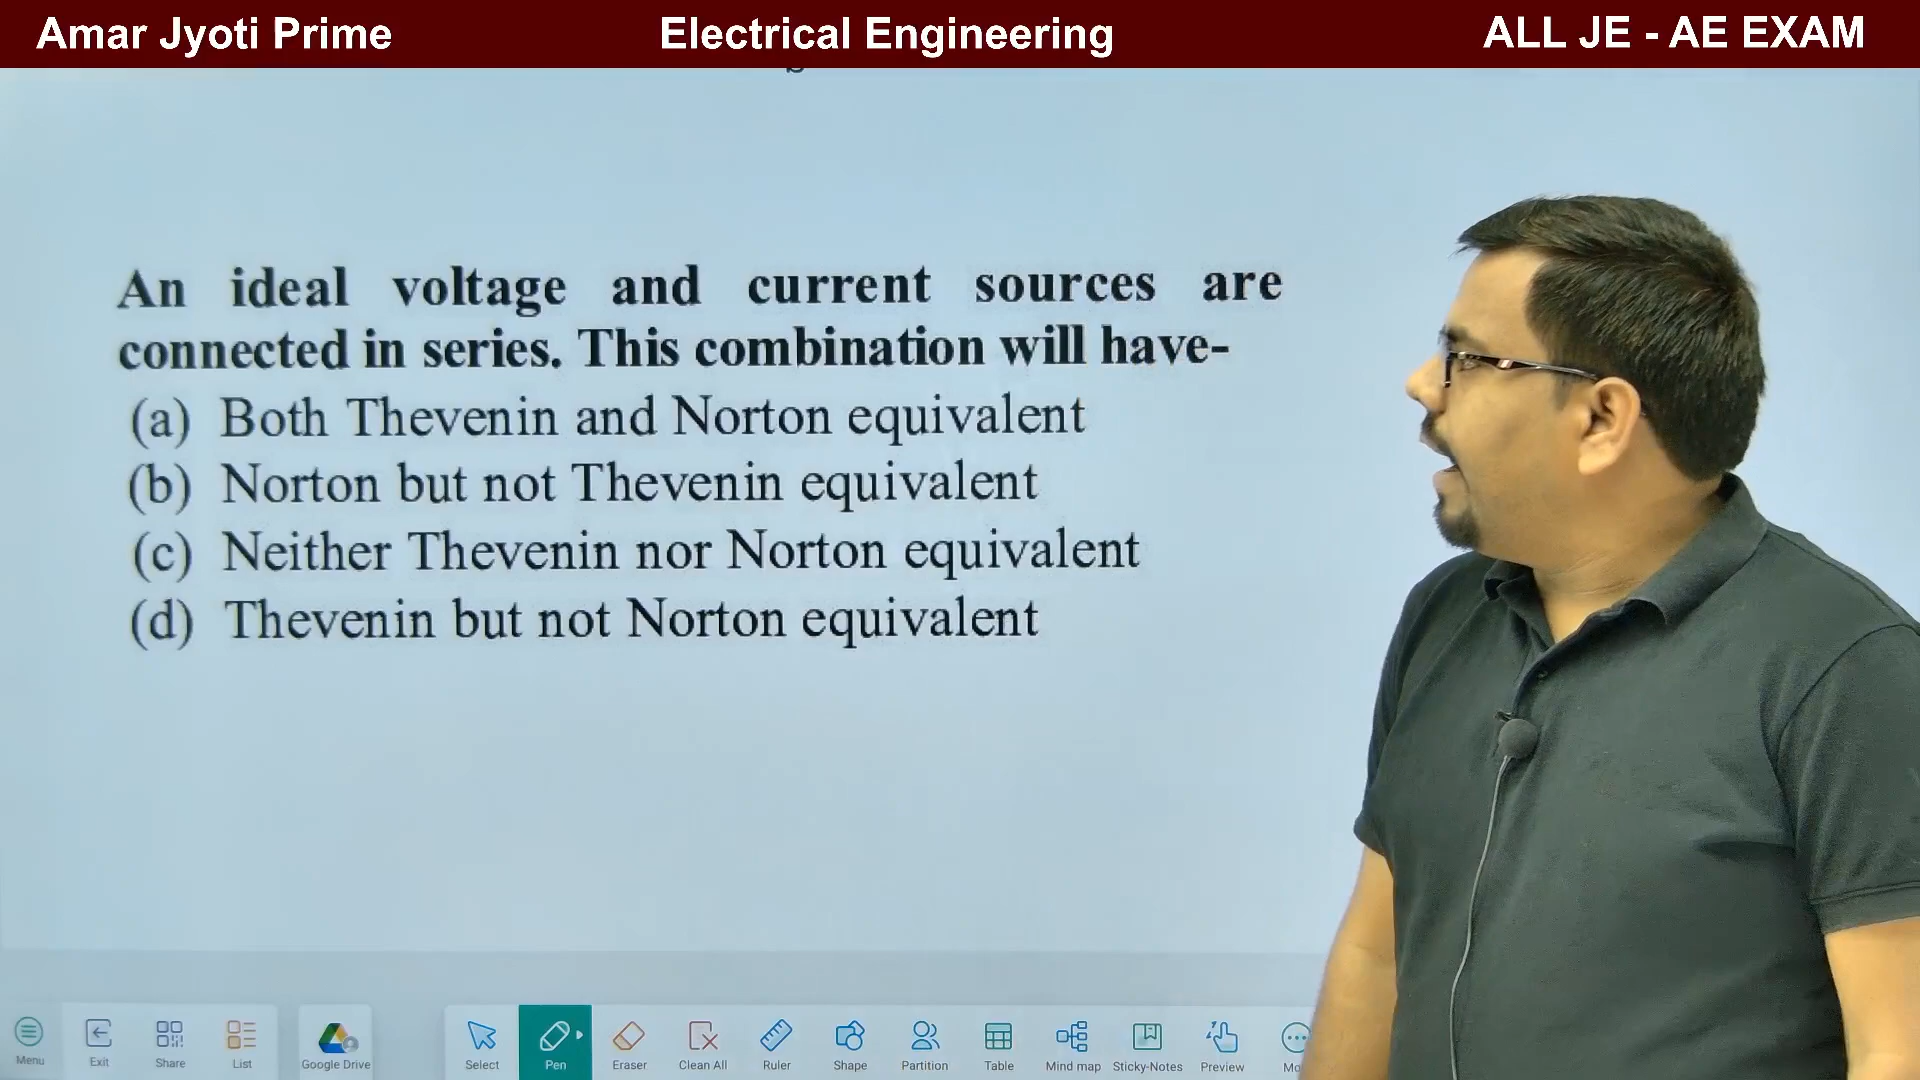 Amar Jyoti Prime
Electrical Engineering
ALL JE - AE EXAM
An ideal voltage and current sources are
connected in series. This combination will have-
(a) Both Thevenin and Norton equivalent
(b) Norton but not Thevenin equivalent
(c) Neither Thevenin nor Norton equivalent
(d) Thevenin but not Norton equivalent
Menu
Exit
Share
List
Google Drive
Select
Pen
Eraser
Clean All
Ruler
Shape
Partition
Table
Mind map
Sticky-Notes
Preview